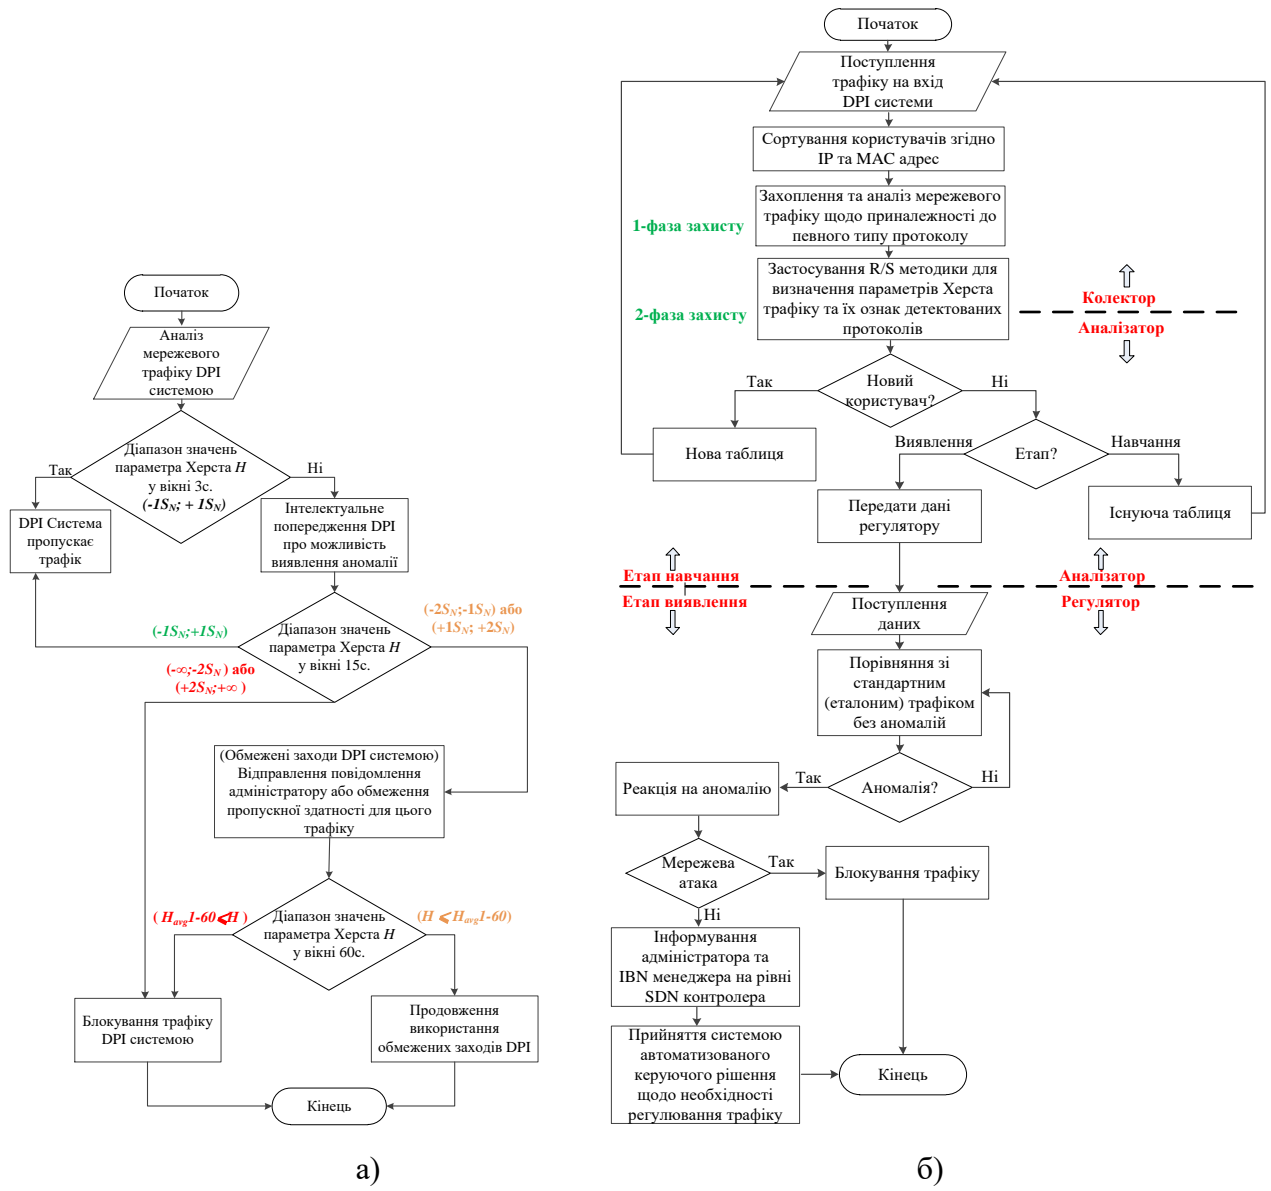 Початок
Аналіз
мережевого
трафіку DPI
системою
Діапазон значень
параметра Херста H
у вікні 3с.
(-1S_N; + 1S_N)
Так
Ні
DPI Система
пропускає
трафік
Інтелектуальне
попередження DPI
про можливість
виявлення аномалії
(-1S_N;+1S_N)
(-2S_N;-1S_N) або
(+1S_N; +2S_N)
Діапазон значень
параметра Херста H
у вікні 15с.
(-∞;-2S_N) або
(+2S_N;+∞ )
(Обмежені заходи DPI системою)
Відправлення повідомлення
адміністратору або обмеження
пропускної здатності для цього
трафіку
( H_avg1-60⩽H )
(H ⩽H_avg1-60)
Діапазон значень
параметра Херста H
у вікні 60с.
Блокування трафіку
DPI системою
Продовження
використання
обмежених заходів DPI
Кінець
а)
Початок
Поступлення
трафіку на вхід
DPI системи
Сортування користувачів згідно
IP та MAC адрес
1-фаза захисту
Захоплення та аналіз мережевого
трафіку щодо приналежності до
певного типу протоколу
2-фаза захисту
Застосування R/S методики для
визначення параметрів Херста
трафіку та їх ознак детектованих
протоколів
Колектор
Аналізатор
Новий
користувач?
Так
Ні
Нова таблиця
Етап?
Виявлення
Навчання
Передати дані
регулятору
Існуюча таблиця
Етап навчання
Етап виявлення
Аналізатор
Регулятор
Поступлення
даних
Порівняння зі
стандартним
(еталоним) трафіком
без аномалій
Аномалія?
Так
Ні
Реакція на аномалію
Мережева
атака
Так
Ні
Блокування трафіку
Інформування
адміністратора та
IBN менеджера на рівні
SDN контролера
Прийняття системою
автоматизованого
керуючого рішення
щодо необхідності
регулювання трафіку
Кінець
б)